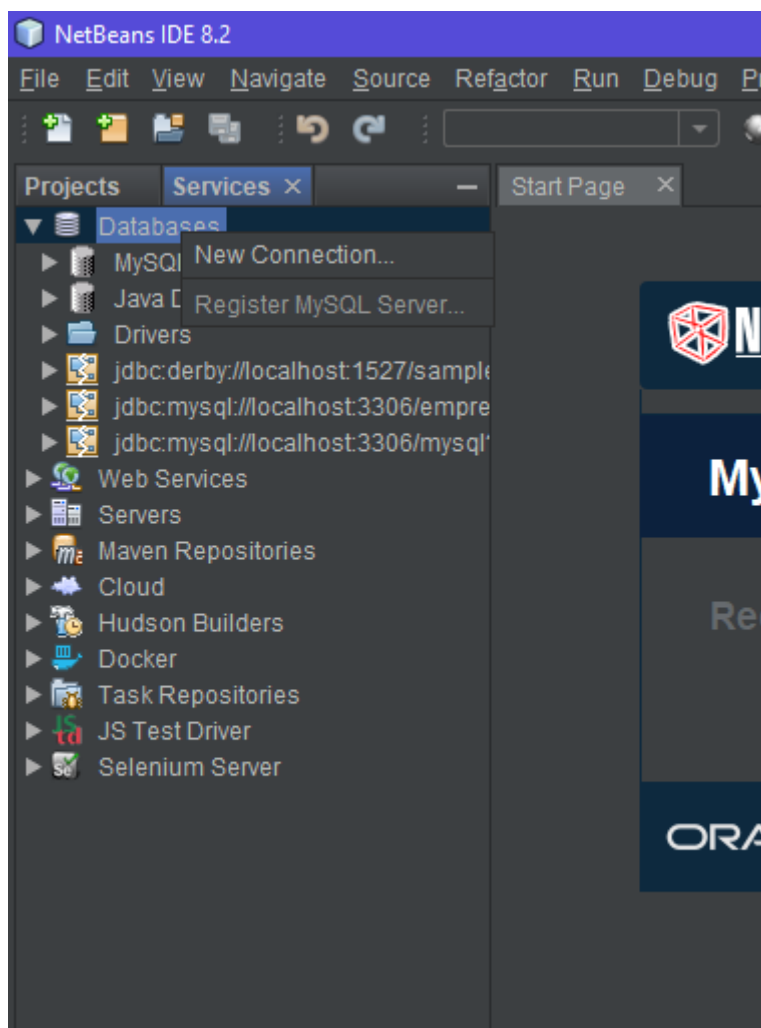 NetBeans IDE 8.2
File Edit View Navigate Source Refactor Run Debug
Projects Services Start Page
Databases
New Connection...
Register MySQL Server...
Java
Drivers
jdbc:derby://localhost:1527/sample
jdbc:mysql://localhost:3306/empre
jdbc:mysql://localhost:3306/mysql
Web Services
Servers
Maven Repositories
Cloud
Hudson Builders
Docker
Task Repositories
JS Test Driver
Selenium Server
My